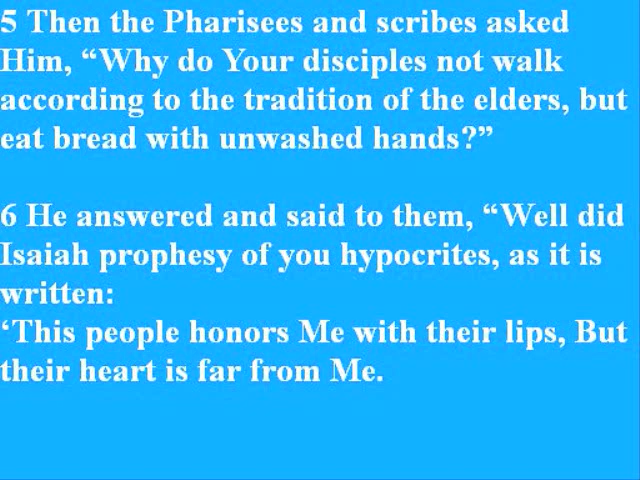 5 Then the Pharisees and scribes asked
Him, “Why do Your disciples not walk
according to the tradition of the elders, but
eat bread with unwashed hands?”
6 He answered and said to them, “Well did
Isaiah prophesy of you hypocrites, as it is
written:
‘This people honors Me with their lips, But
their heart is far from Me.